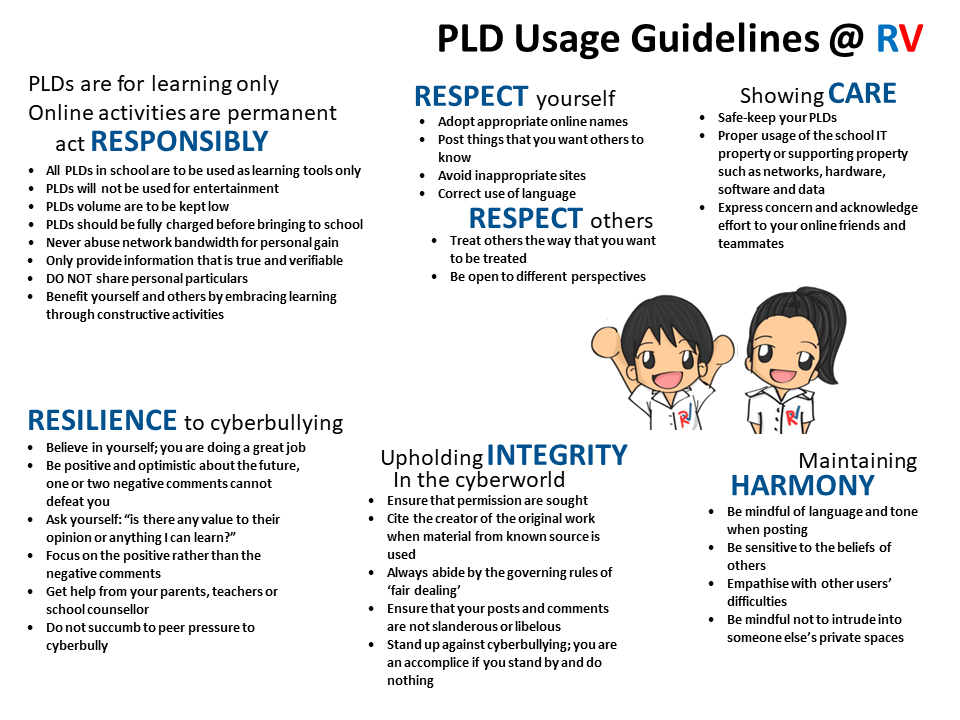 PLD Usage Guidelines @ RV
PLDs are for learning only
Online activities are permanent
act RESPONSIBLY
• All PLDs in school are to be used as learning tools only
• PLDs will not be used for entertainment
• PLDs volume are to be kept low
• PLDs should be fully charged before bringing to school
• Never abuse network bandwidth for personal gain
• Only provide information that is true and verifiable
• DO NOT share personal particulars
• Benefit yourself and others by embracing learning
through constructive activities
RESPECT yourself
• Adopt appropriate online names
• Post things that you want others to
know
• Avoid inappropriate sites
• Correct use of language
RESPECT others
• Treat others the way that you want
to be treated
• Be open to different perspectives
Showing CARE
• Safe-keep your PLDs
• Proper usage of the school IT
property or supporting property
such as networks, hardware,
software and data
• Express concern and acknowledge
effort to your online friends and
teammates
RV
RV
RESILIENCE to cyberbullying
• Believe in yourself; you are doing a great job
• Be positive and optimistic about the future,
one or two negative comments cannot
defeat you
• Ask yourself: “is there any value to their
opinion or anything I can learn?”
• Focus on the positive rather than the
negative comments
• Get help from your parents, teachers or
school counsellor
• Do not succumb to peer pressure to
cyberbully
Upholding INTEGRITY
In the cyberworld
• Ensure that permission are sought
• Cite the creator of the original work
when material from known source is
used
• Always abide by the governing rules of
‘fair dealing’
• Ensure that your posts and comments
are not slanderous or libelous
• Stand up against cyberbullying; you are
an accomplice if you stand by and do
nothing
Maintaining
HARMONY
• Be mindful of language and tone
when posting
• Be sensitive to the beliefs of
others
• Empathise with other users’
difficulties
• Be mindful not to intrude into
someone else’s private spaces